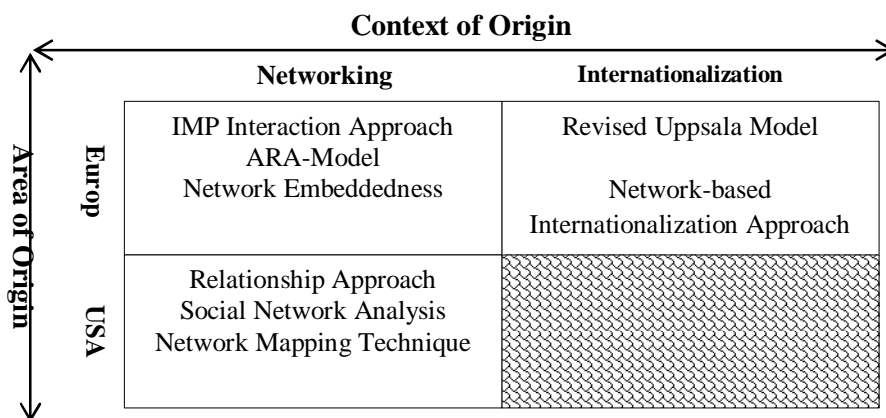 Context of Origin
Networking
Internationalization
Area of Origin
Europ
IMP Interaction Approach
ARA-Model
Network Embeddedness
Revised Uppsala Model
Network-based
Internationalization Approach
USA
Relationship Approach
Social Network Analysis
Network Mapping Technique